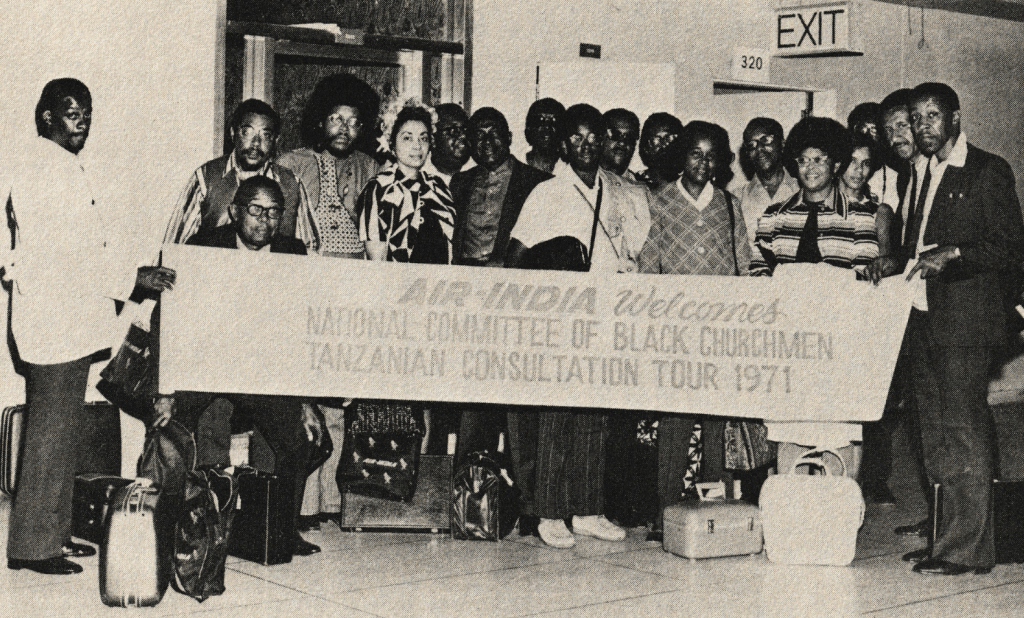 EXIT
320
AIR-INDIA Welcomes
NATIONAL COMMITTEE OF BLACK CHURCHMEN
TANZANIAN CONSULTATION TOUR 1971